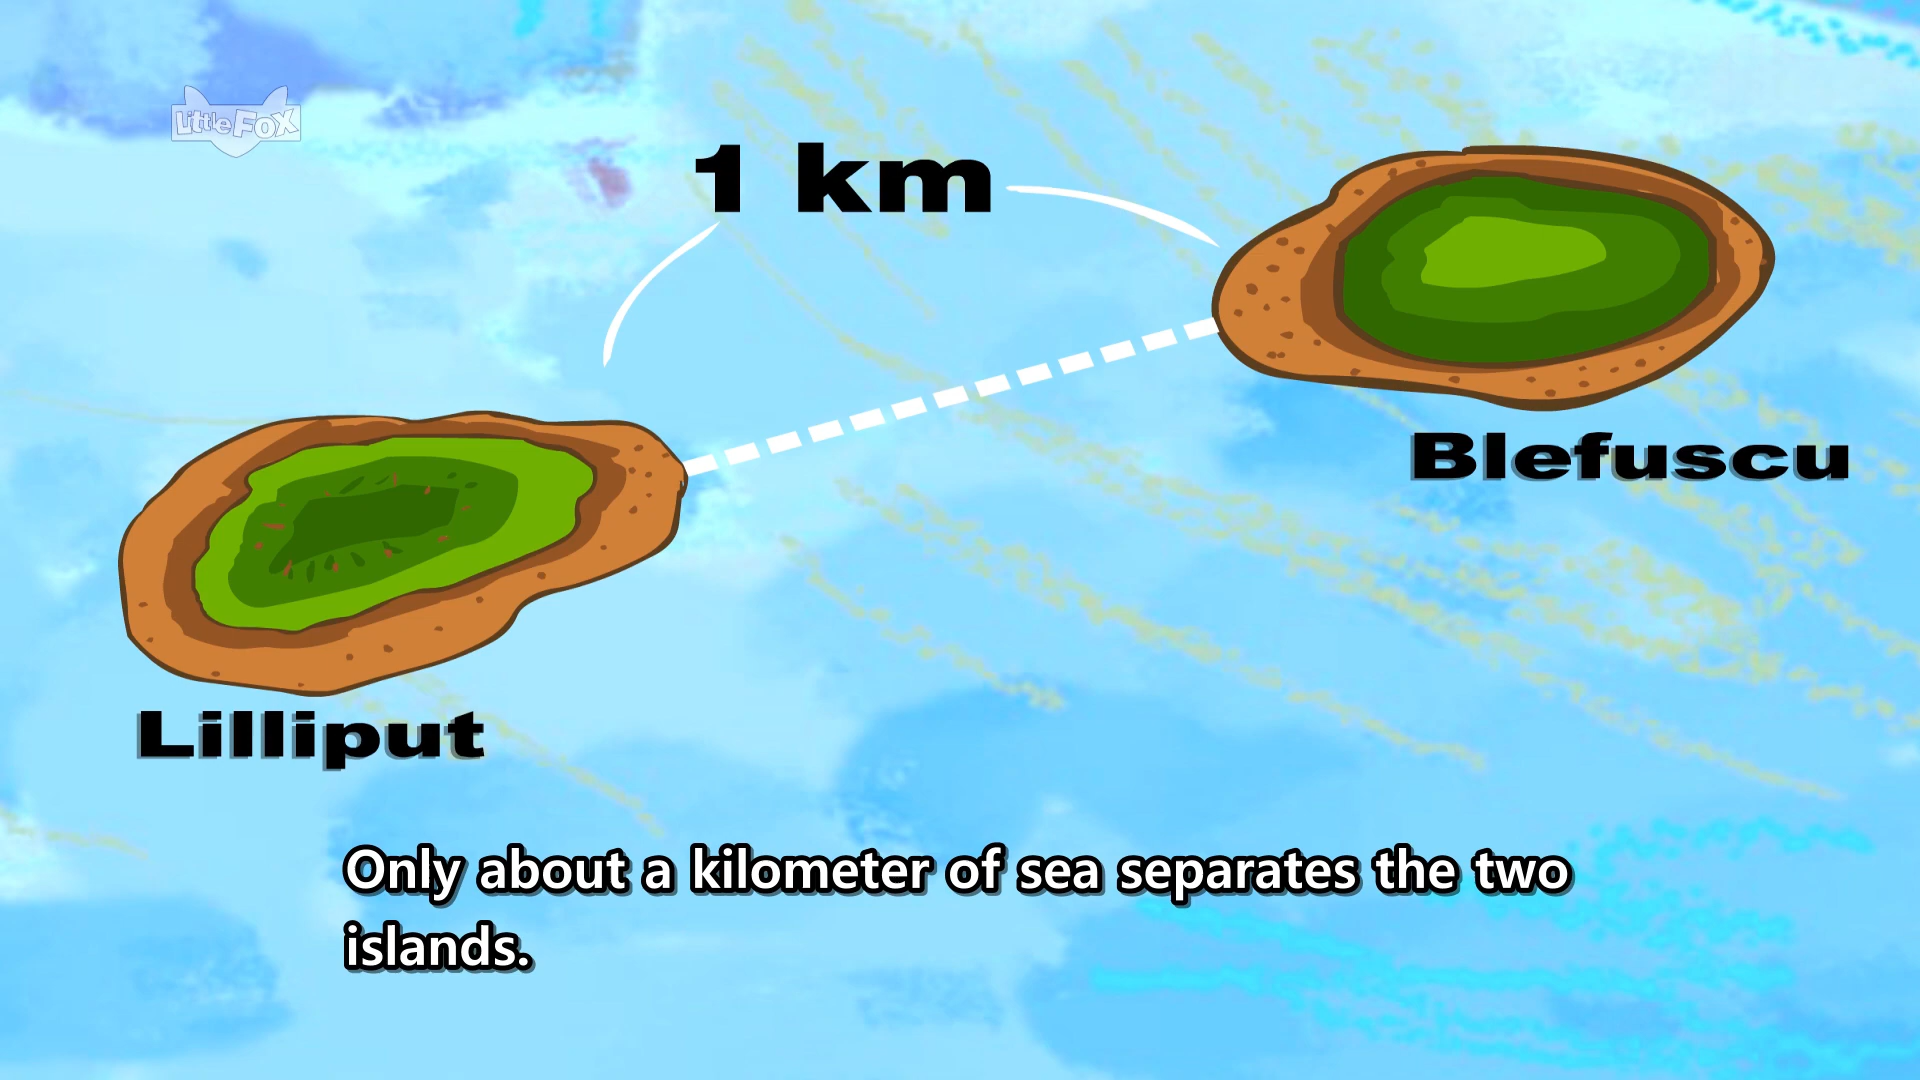 Little Fox
1 km
Blefuscu
Lilliput
Only about a kilometer of sea separates the two
islands.